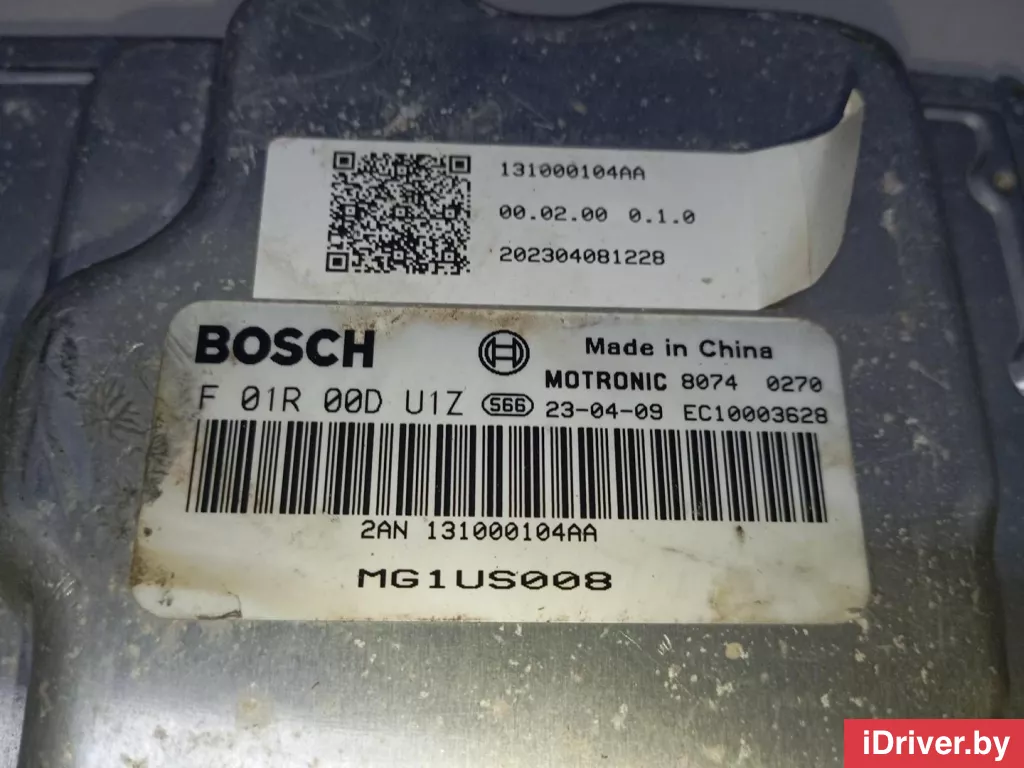 131000104AA
00.02.00 0.1.0
202304081228
BOSCH
Made in China
MOTRONIC 8074 0270
F 01R 00D U1Z 566 23-04-09 EC10003628
2AN 131000104AA
MG1US008
iDriver.by